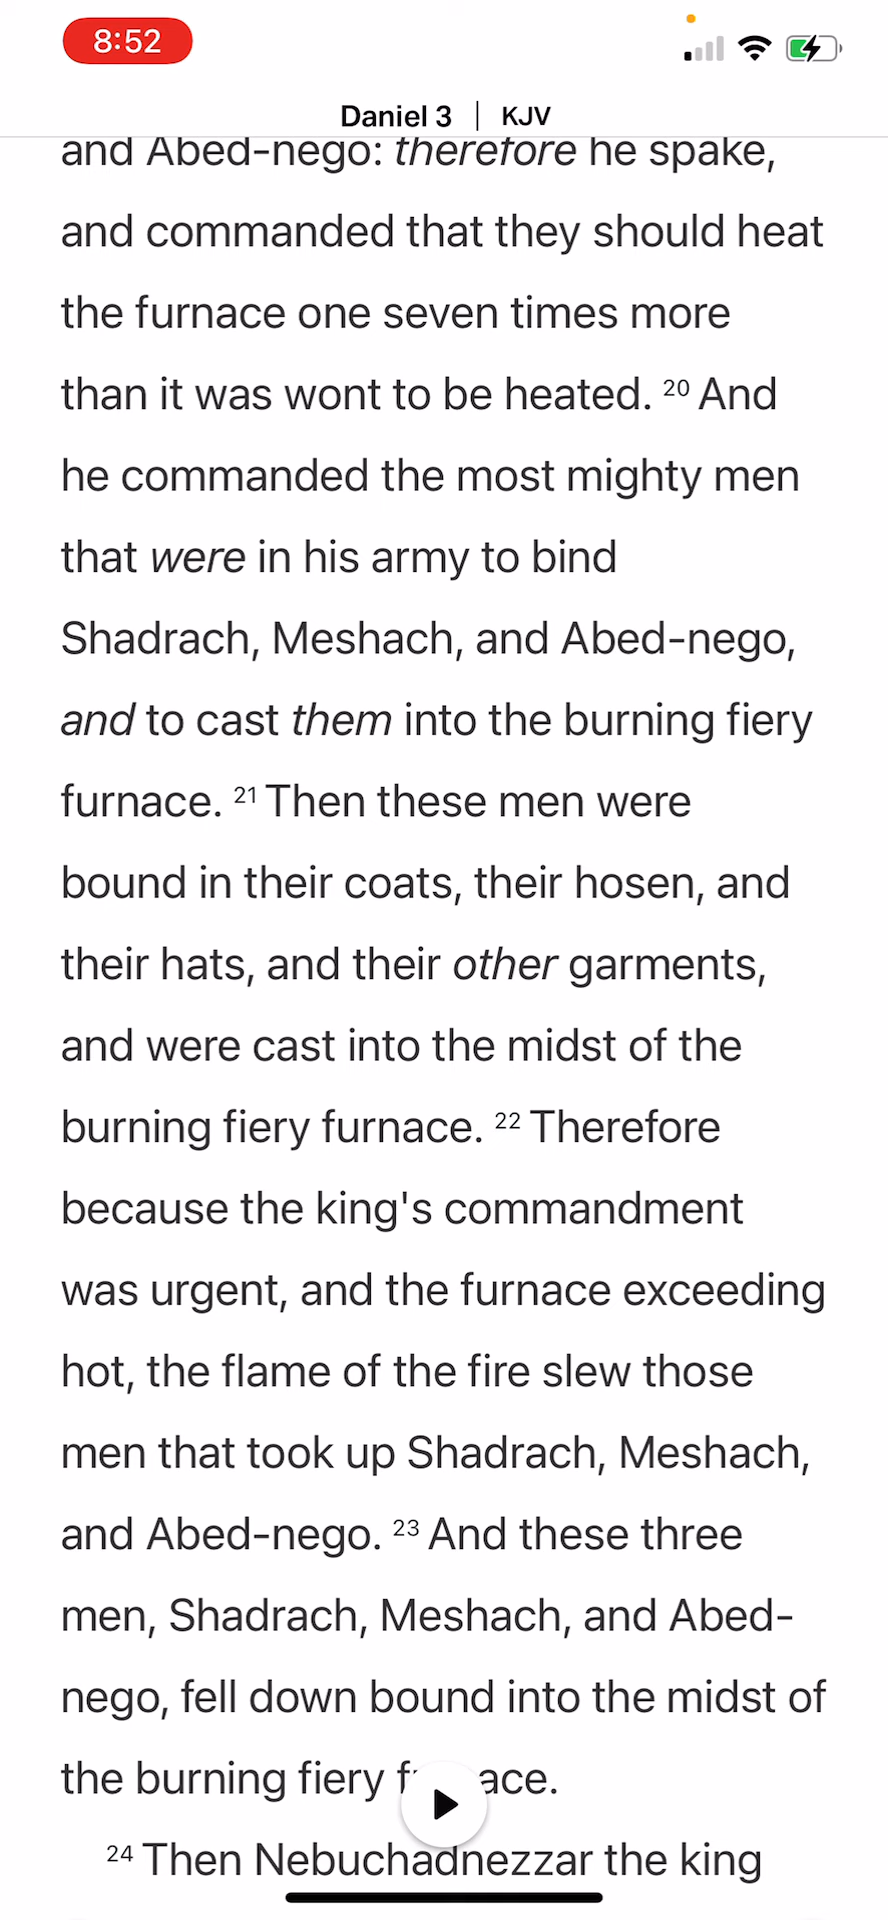 8:52
Daniel 3 | KJV
and Abed-nego: therefore he spake,
and commanded that they should heat
the furnace one seven times more
than it was wont to be heated. 20 And
he commanded the most mighty men
that were in his army to bind
Shadrach, Meshach, and Abed-nego,
and to cast them into the burning fiery
furnace. 21 Then these men were
bound in their coats, their hosen, and
their hats, and their other garments,
and were cast into the midst of the
burning fiery furnace. 22 Therefore
because the king's commandment
was urgent, and the furnace exceeding
hot, the flame of the fire slew those
men that took up Shadrach, Meshach,
and Abed-nego. 23 And these three
men, Shadrach, Meshach, and Abed-
nego, fell down bound into the midst of
the burning fiery furnace.
24 Then Nebuchadnezzar the king